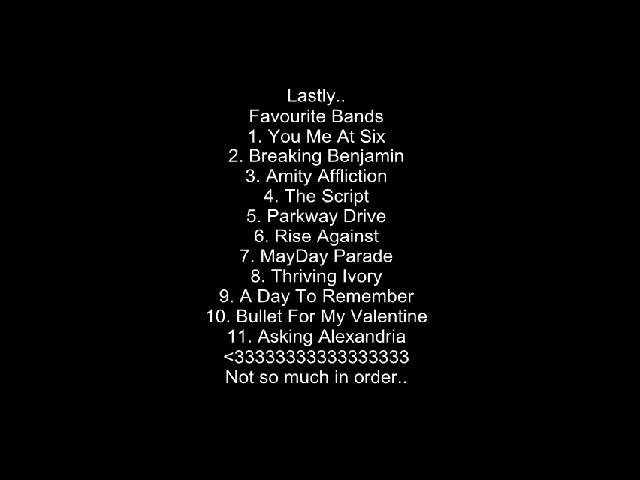 Lastly..
Favourite Bands
1. You Me At Six
2. Breaking Benjamin
3. Amity Affliction
4. The Script
5. Parkway Drive
6. Rise Against
7. MayDay Parade
8. Thriving Ivory
9. A Day To Remember
10. Bullet For My Valentine
11. Asking Alexandria
<33333333333333333
Not so much in order..